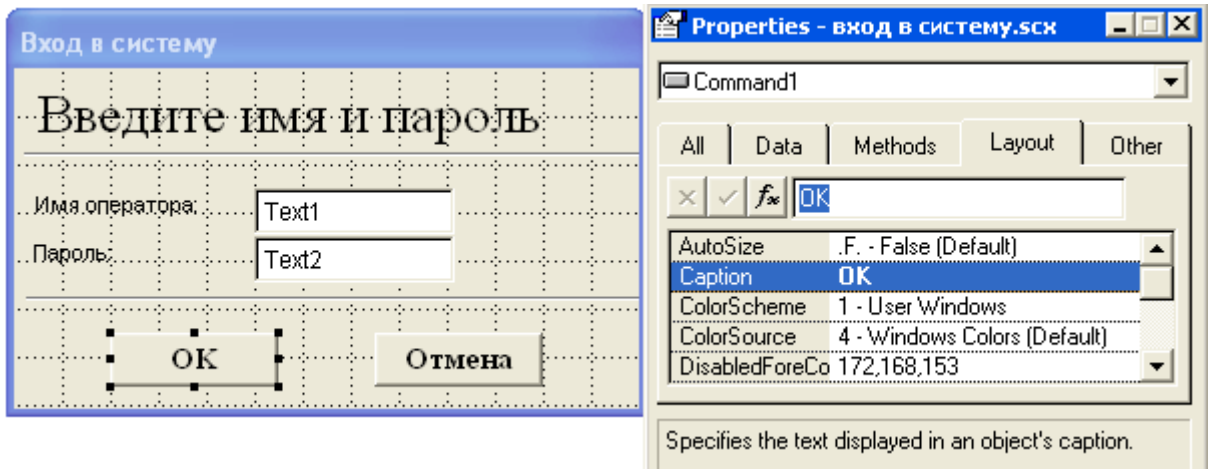 Вход в систему
Введите имя и пароль
Имя оператора:
Text1
Пароль:
Text2
OK
Отмена
Properties - вход в систему.scx
Command1
All
Data
Methods
Layout
Other
fx
OK
AutoSize .F. - False (Default)
Caption OK
ColorScheme 1 - User Windows
ColorSource 4 - Windows Colors (Default)
DisabledForeCo 172,168,153
Specifies the text displayed in an object's caption.